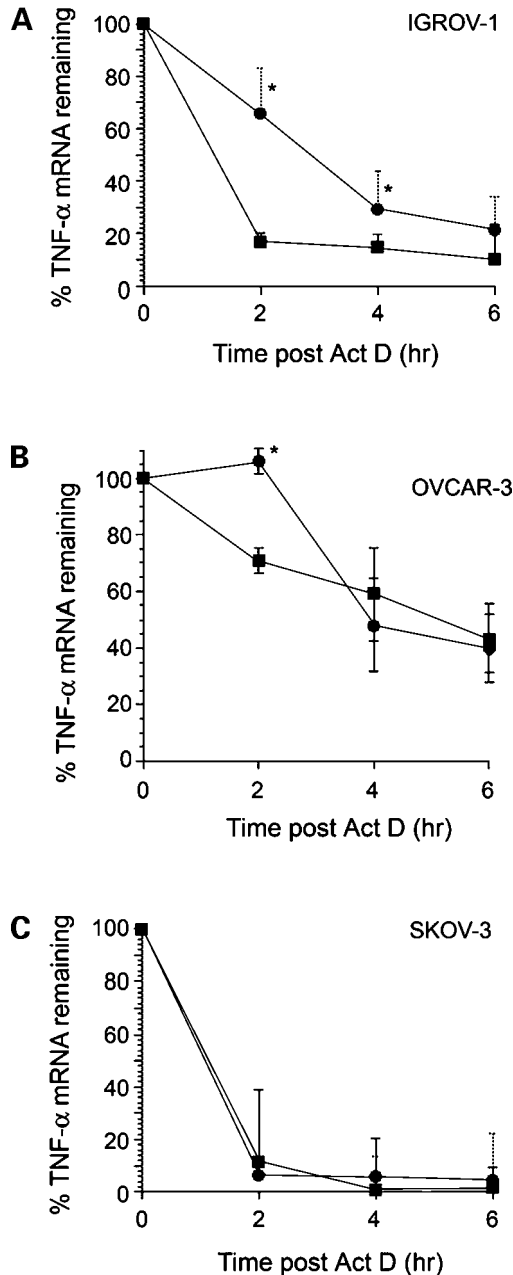 A
IGROV-1
% TNF-α mRNA remaining
100
80
60
40
20
0
*
*
0 2 4 6
Time post Act D (hr)
B
OVCAR-3
% TNF-α mRNA remaining
100
80
60
40
20
0
*
0 2 4 6
Time post Act D (hr)
C
SKOV-3
% TNF-α mRNA remaining
100
80
60
40
20
0
0 2 4 6
Time post Act D (hr)